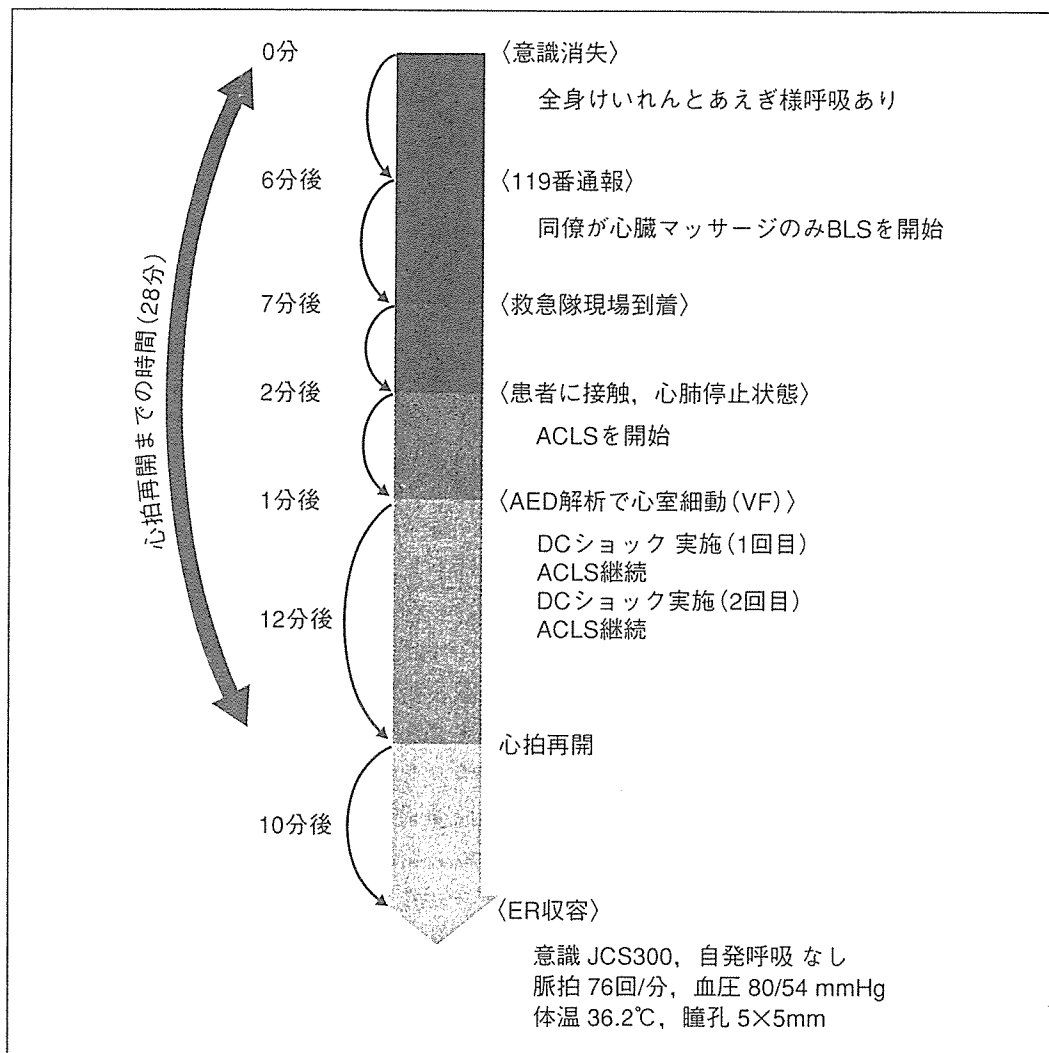 0分
〈意識消失〉
全身けいれんとあえぎ様呼吸あり
6分後
〈119番通報〉
同僚が心臓マッサージのみBLSを開始
7分後
〈救急隊現場到着〉
2分後
〈患者に接触，心肺停止状態〉
ACLSを開始
1分後
〈AED解析で心室細動(VF)〉
DCショック 実施(1回目)
ACLS継続
DCショック実施(2回目)
ACLS継続
12分後
心拍再開までの時間(28分)
心拍再開
10分後
〈ER収容〉
意識 JCS300，自発呼吸 なし
脈拍 76回/分，血圧 80/54 mmHg
体温 36.2℃，瞳孔 5×5mm